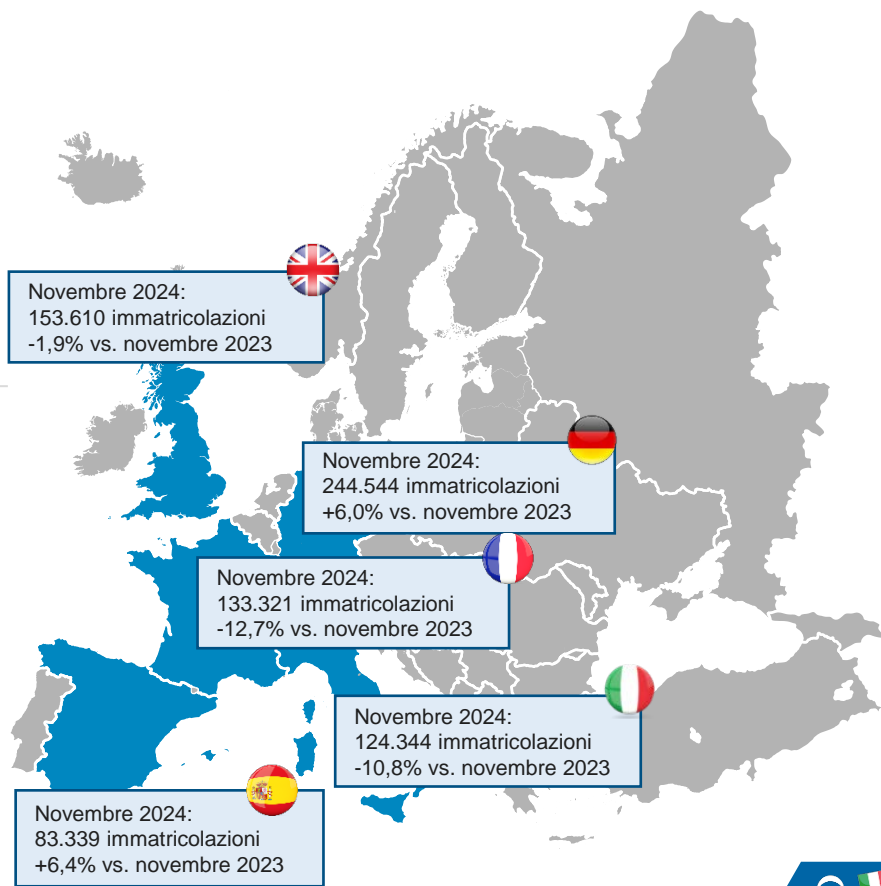 Novembre 2024:
153.610 immatricolazioni
-1,9% vs. novembre 2023
Novembre 2024:
244.544 immatricolazioni
+6,0% vs. novembre 2023
Novembre 2024:
133.321 immatricolazioni
-12,7% vs. novembre 2023
Novembre 2024:
124.344 immatricolazioni
-10,8% vs. novembre 2023
Novembre 2024:
83.339 immatricolazioni
+6,4% vs. novembre 2023